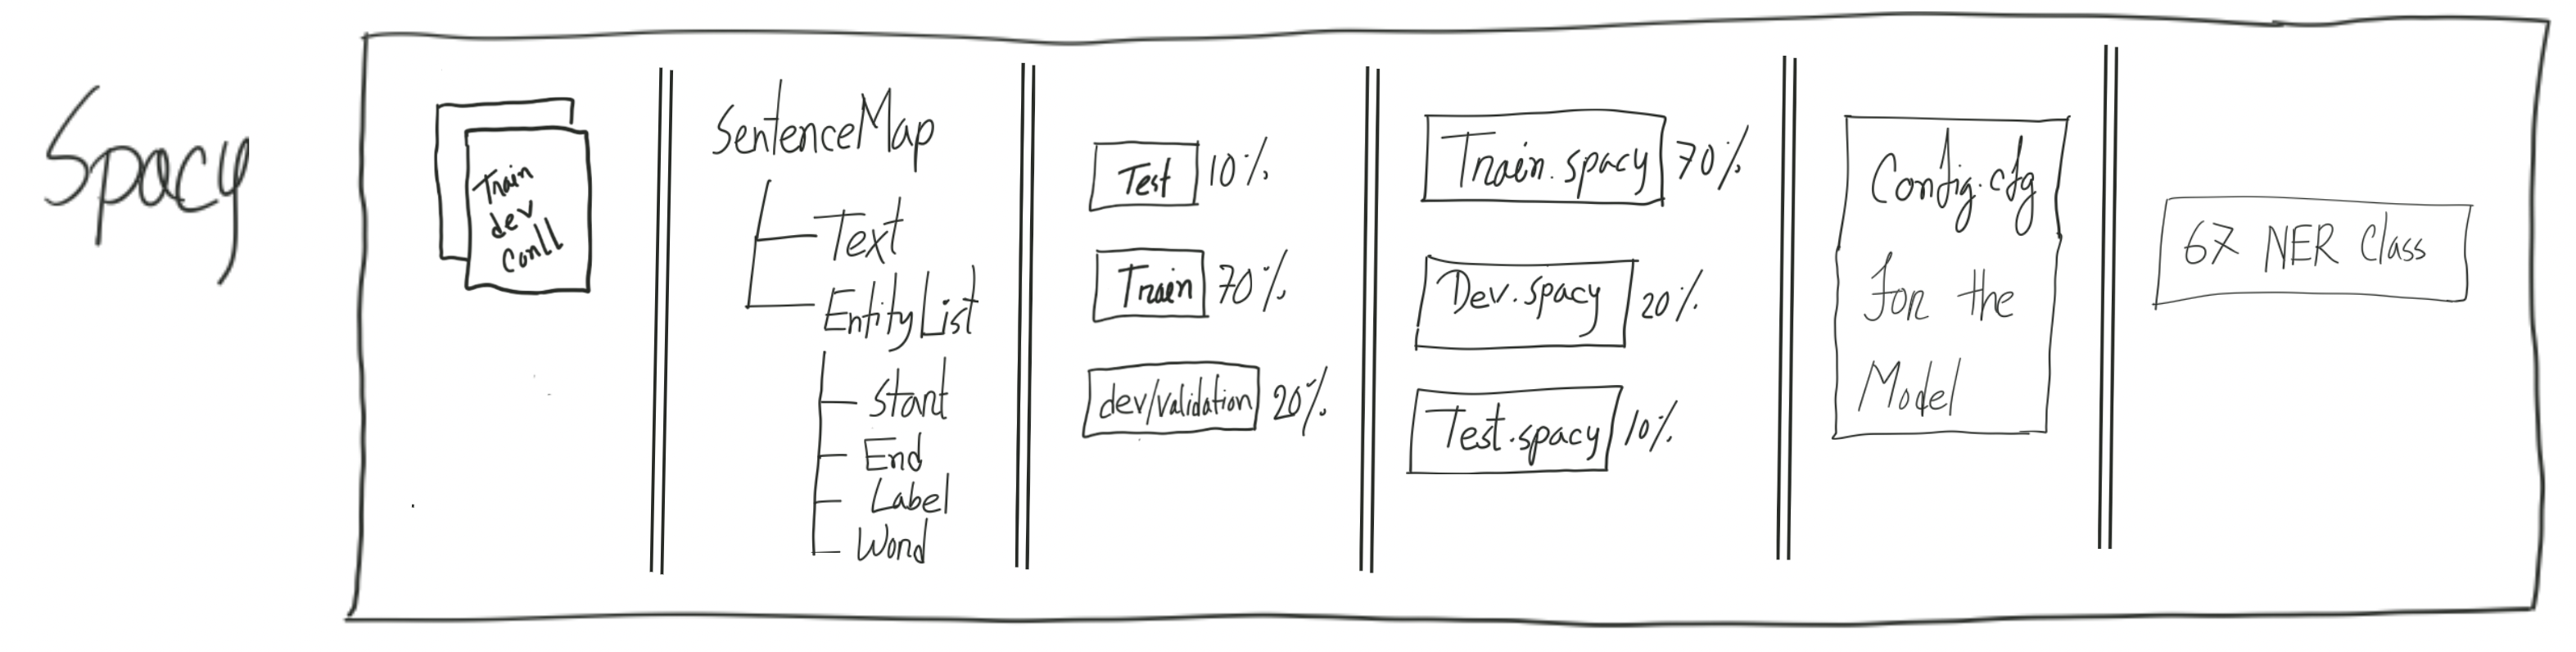 Spacy
Train
dev
Conll
SentenceMap
Text
EntityList
Start
End
Label
Word
Test 10%
Train 70%
dev/validation 20%
Train.spacy 70%
Dev.spacy 20%
Test.spacy 10%
Config.cfg
for the
Model
67 NER Class